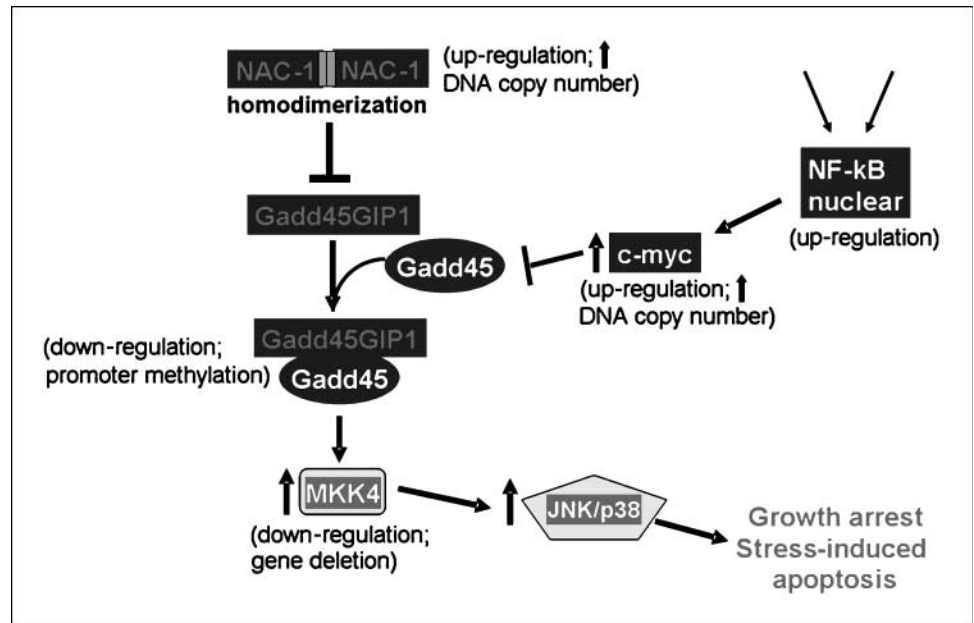 NAC-1 NAC-1
homodimerization
(up-regulation; ⬆
DNA copy number)
NF-kB
nuclear
(up-regulation)
Gadd45GIP1
Gadd45
c-myc
(up-regulation; ⬆
DNA copy number)
(down-regulation;
promoter methylation)
Gadd45GIP1
Gadd45
MKK4
(down-regulation;
gene deletion)
JNK/p38
Growth arrest
Stress-induced
apoptosis